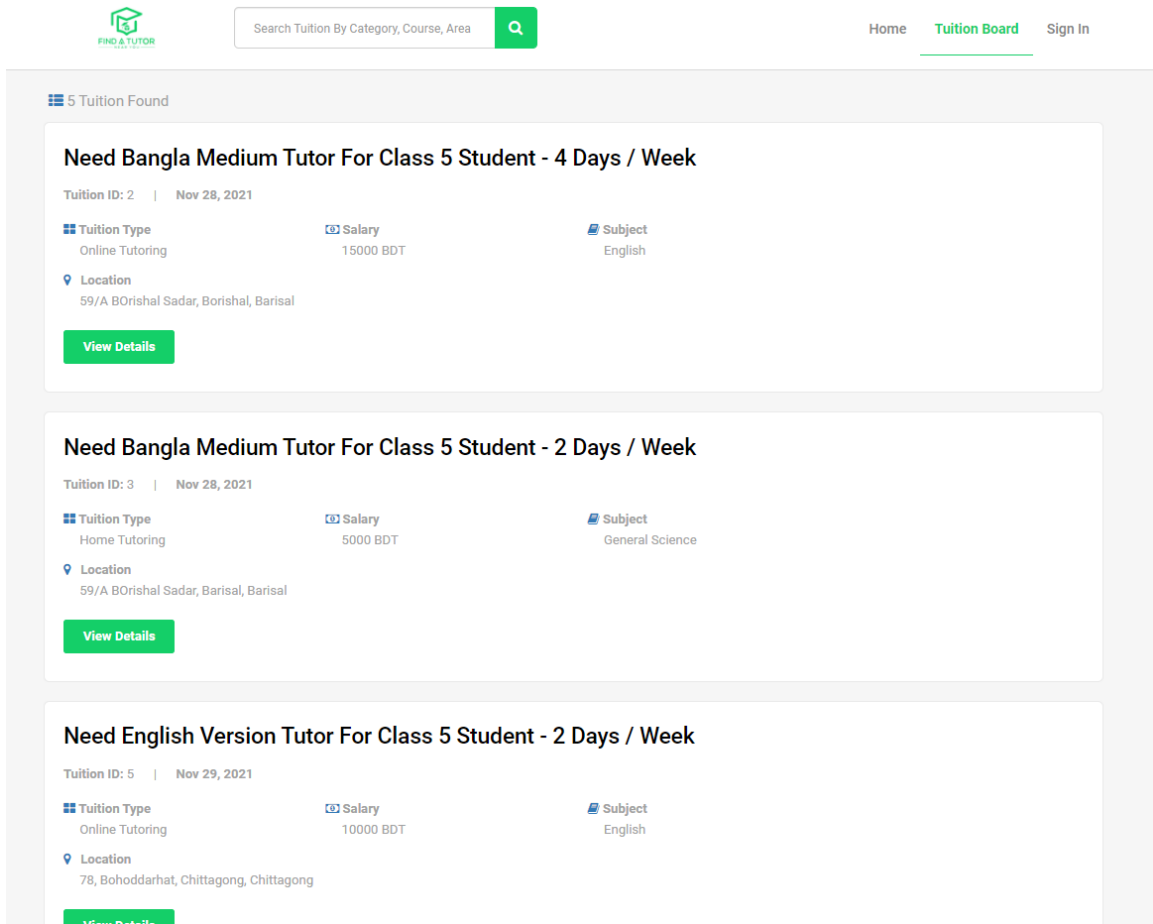 FIND A TUTOR
Search Tuition By Category, Course, Area
Home Tuition Board Sign In
5 Tuition Found
Need Bangla Medium Tutor For Class 5 Student - 4 Days / Week
Tuition ID: 2 | Nov 28, 2021
Tuition Type Salary Subject
Online Tutoring 15000 BDT English
Location
59/A BOrishal Sadar, Borishal, Barisal
View Details
Need Bangla Medium Tutor For Class 5 Student - 2 Days / Week
Tuition ID: 3 | Nov 28, 2021
Tuition Type Salary Subject
Home Tutoring 5000 BDT General Science
Location
59/A BOrishal Sadar, Barisal, Barisal
View Details
Need English Version Tutor For Class 5 Student - 2 Days / Week
Tuition ID: 5 | Nov 29, 2021
Tuition Type Salary Subject
Online Tutoring 10000 BDT English
Location
78, Bohoddarhat, Chittagong, Chittagong
View Details